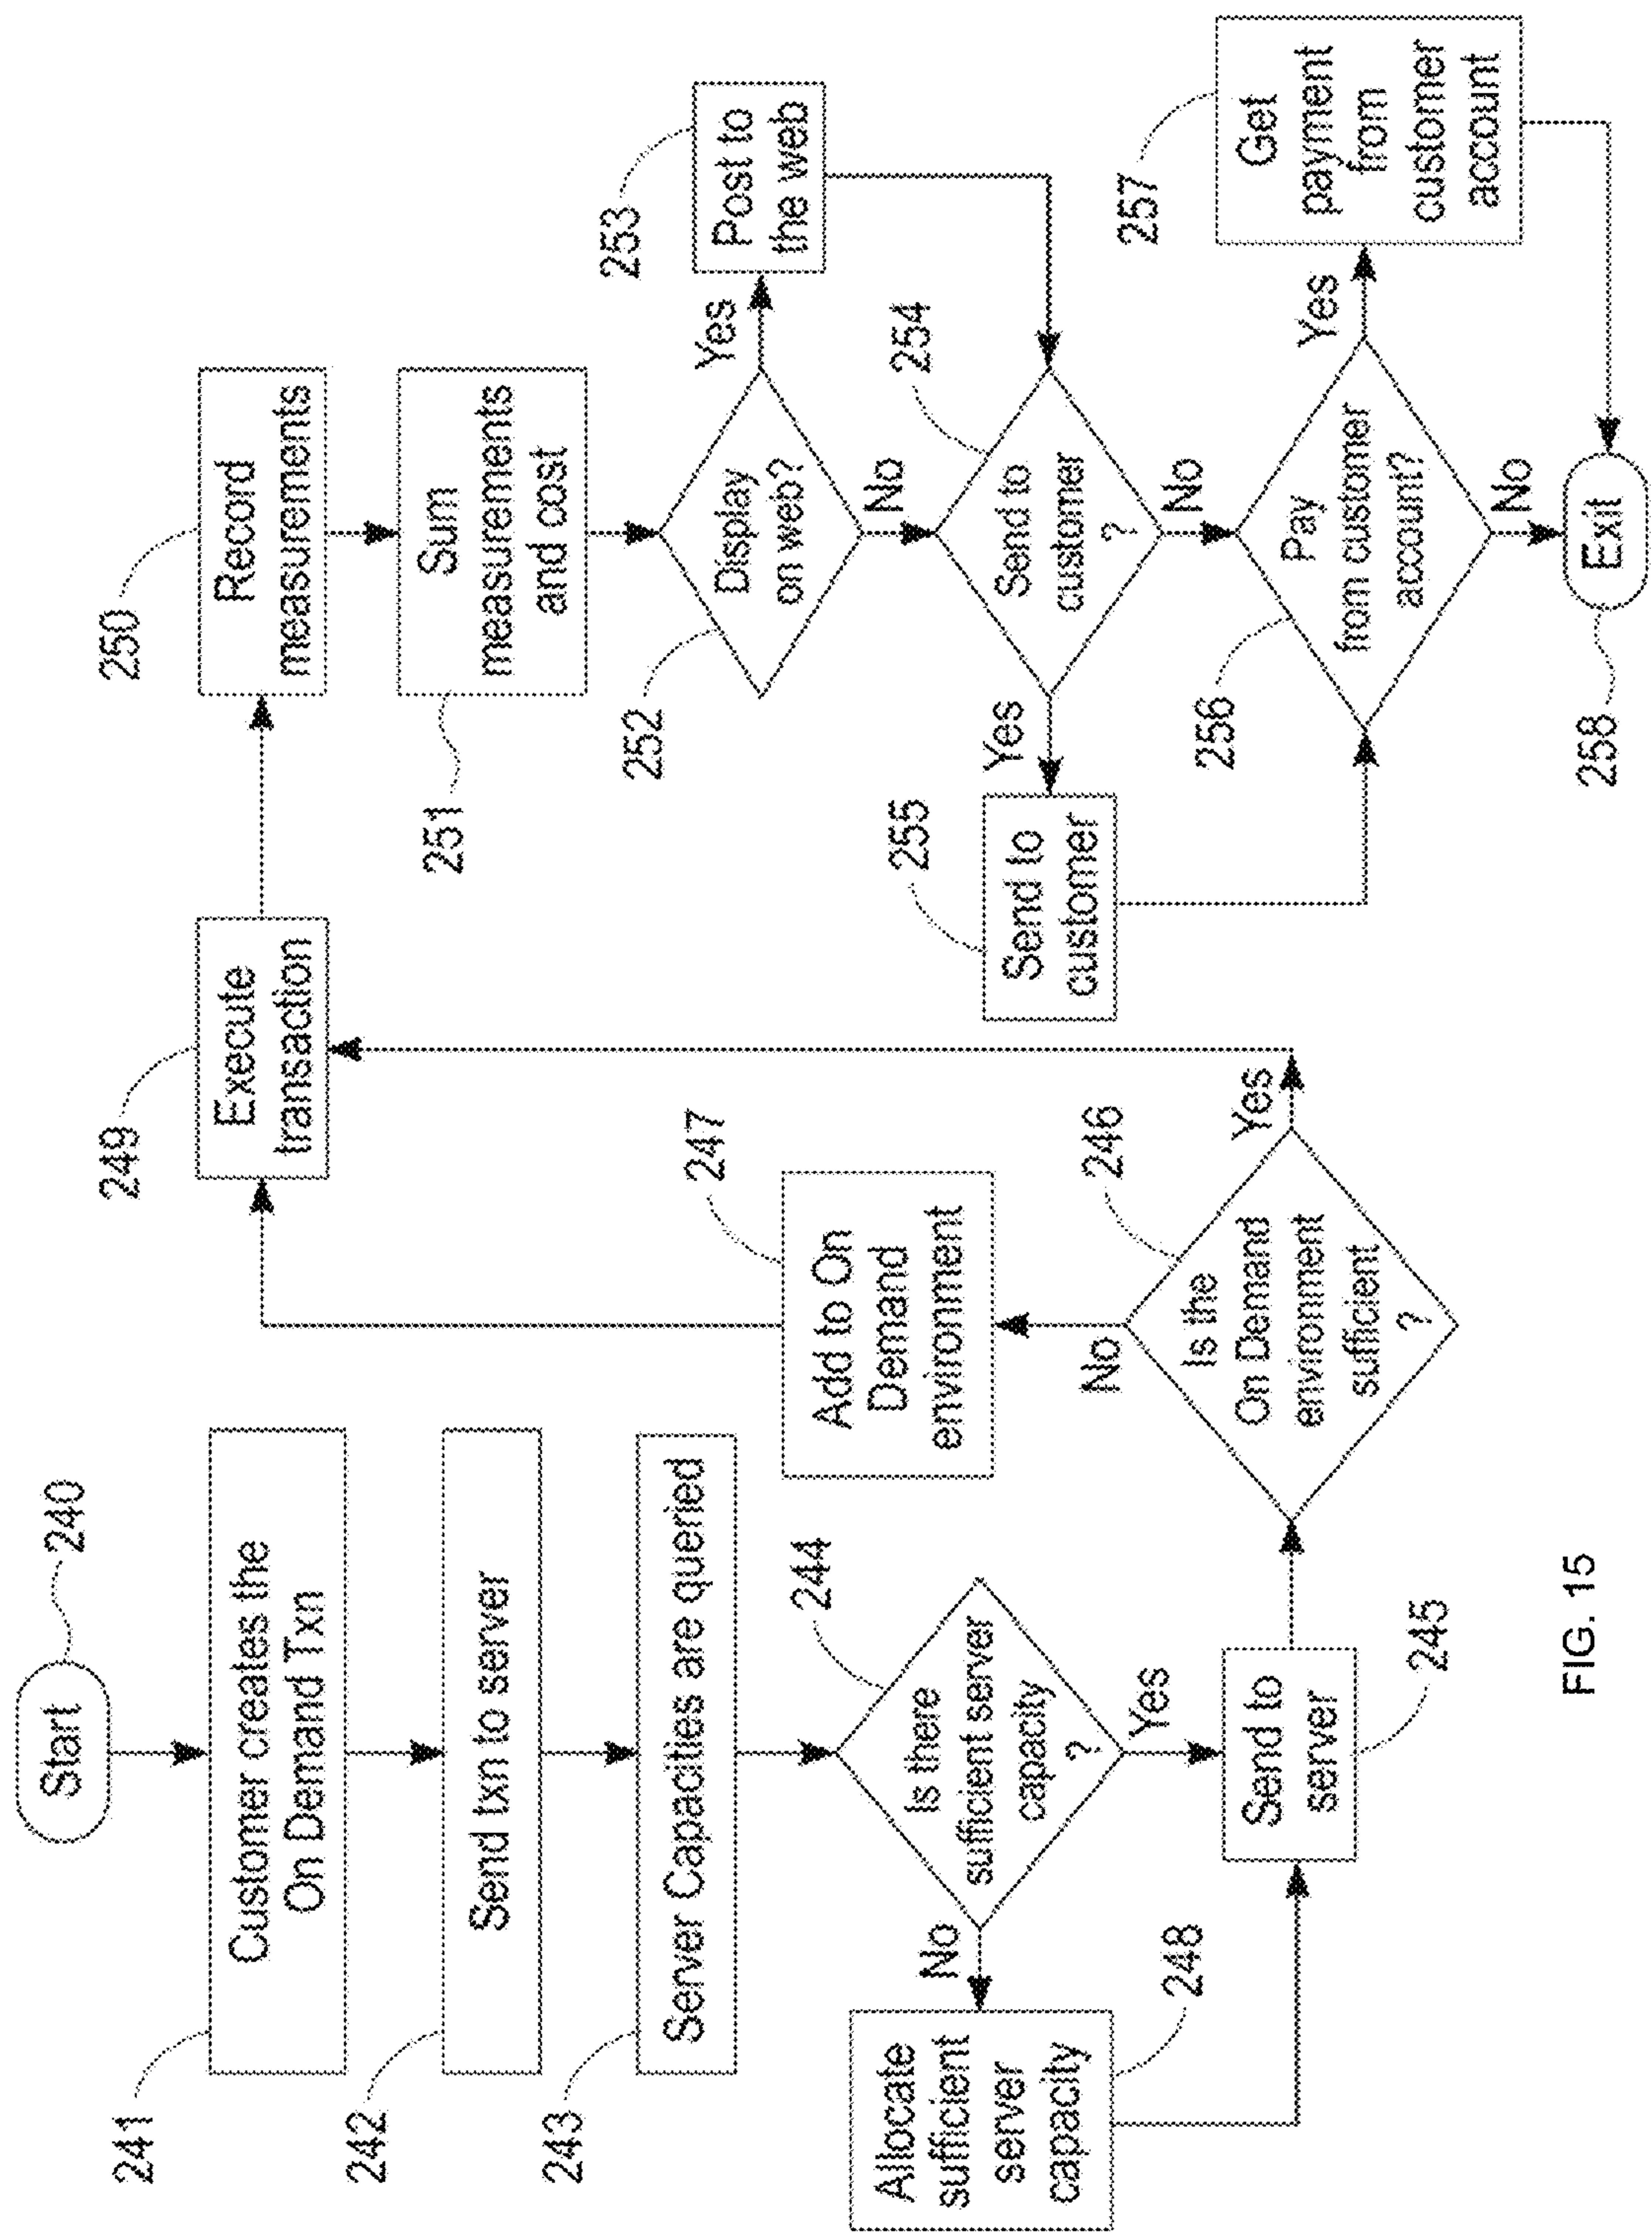 Start
240
241
Customer creates the
On Demand Txn
242
Send txn to server
243
Server Capacities are queried
244
Is there
sufficient server
capacity
?
No
Yes
Allocate
sufficient
server
capacity
248
Send to
server
245
247
Add to On
Demand
environment
No
246
Is the
On Demand
environment
sufficient
?
Yes
249
Execute
transaction
250
Record
measurements
251
Sum
measurements
and cost
252
Display
on web?
Yes
No
253
Post to
the web
254
Send to
customer
?
Yes
No
255
Send to
customer
256
Pay
from customer
account?
Yes
No
257
Get
payment
from
customer
account
258
Exit
FIG. 15